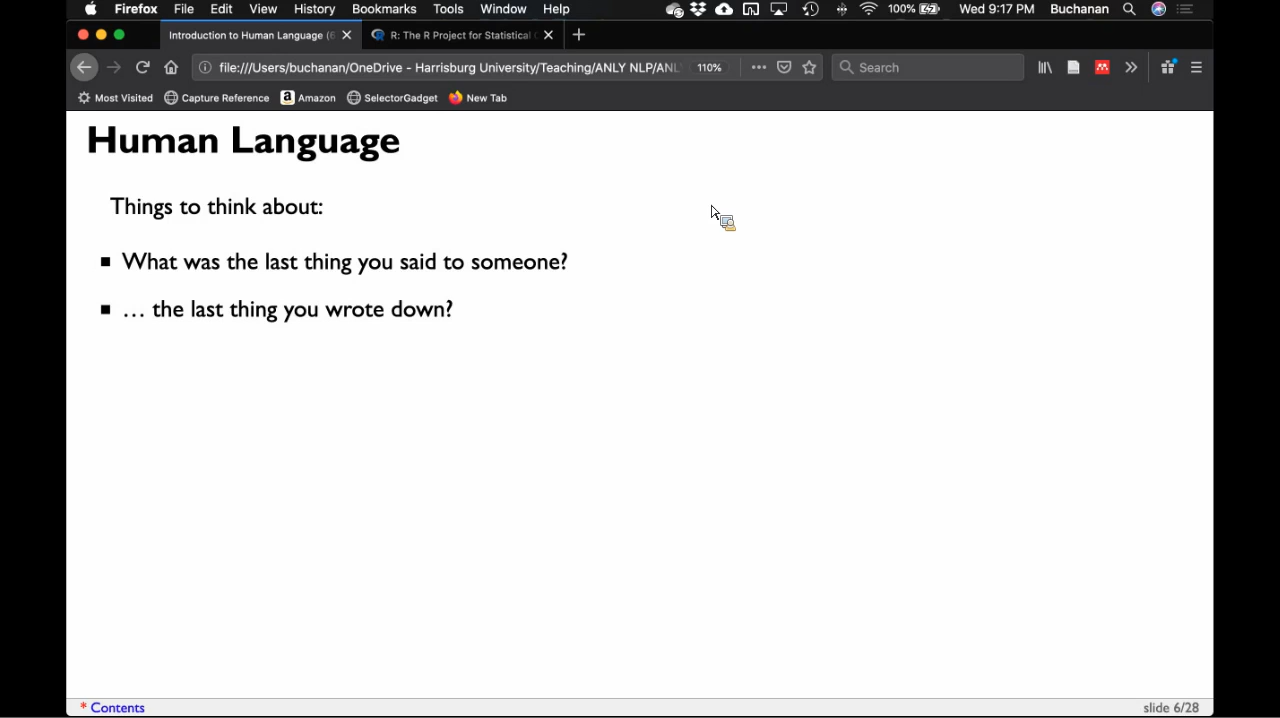 Firefox File Edit View History Bookmarks Tools Window Help 100% Wed 9:17 PM Buchanan
Introduction to Human Language (6 R: The R Project for Statistical C
file:///Users/buchanan/OneDrive - Harrisburg University/Teaching/ANLY NLP/ANL 110% Search
Most Visited Capture Reference Amazon SelectorGadget New Tab
Human Language
Things to think about:
What was the last thing you said to someone?
… the last thing you wrote down?
* Contents slide 6/28